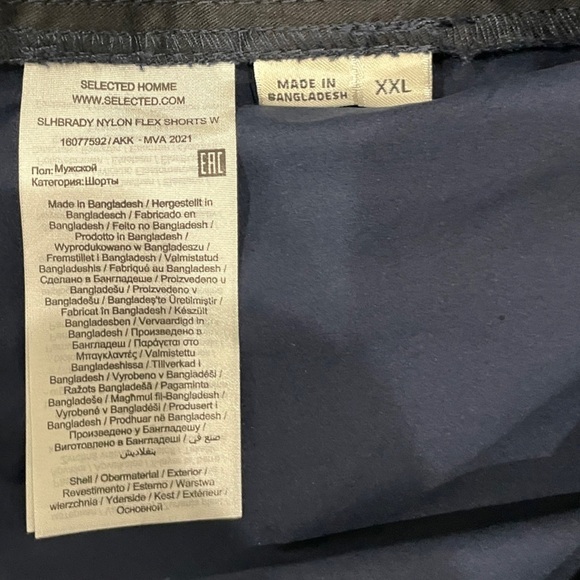 SELECTED HOMME
WWW.SELECTED.COM
SLHBRADY NYLON FLEX SHORTS W
16077592/AKK - MVA 2021
Пол: Мужской
Категория:Шорты
EAC
Made in Bangladesh / Hergestellt in
Bangladesch / Fabricado en
Bangladesh / Feito no Bangladesh /
Prodotto in Bangladesh /
Wyprodukowano w Bangladeszu /
Fremstillet i Bangladesh / Valmistatud
Bangladeshis / Fabriqué au Bangladesh /
Сделано в Бангладеше / Proizvedeno u
Bangladešu / Proizvedeno v
Bangladešu / Bangladeş'te Üretilmiştir /
Fabricat în Bangladesh / Készült
Bangladesben / Vervaardigd in
Bangladesh / Произведено в
Бангладеш / Παράγεται στο
Μπαγκλαντές / Valmistettu
Bangladeshissa / Tillverkad i
Bangladesh / Vyrobeno v Bangladéši /
Ražots Bangladešā / Pagaminta
Bangladeše / Magħmul fil-Bangladesh /
Vyrobené v Bangladéši / Produsert i
Bangladesh / Prodhuar në Bangladesh /
Произведено у Бангладешу /
Виготовлено в Бангладеші / صنع في
بنغلاديش
Shell / Obermaterial / Exterior /
Revestimento / Esterno / Warstwa
wierzchnia / Yderside / Kest / Extérieur /
Основной
MADE IN
BANGLADESH
XXL